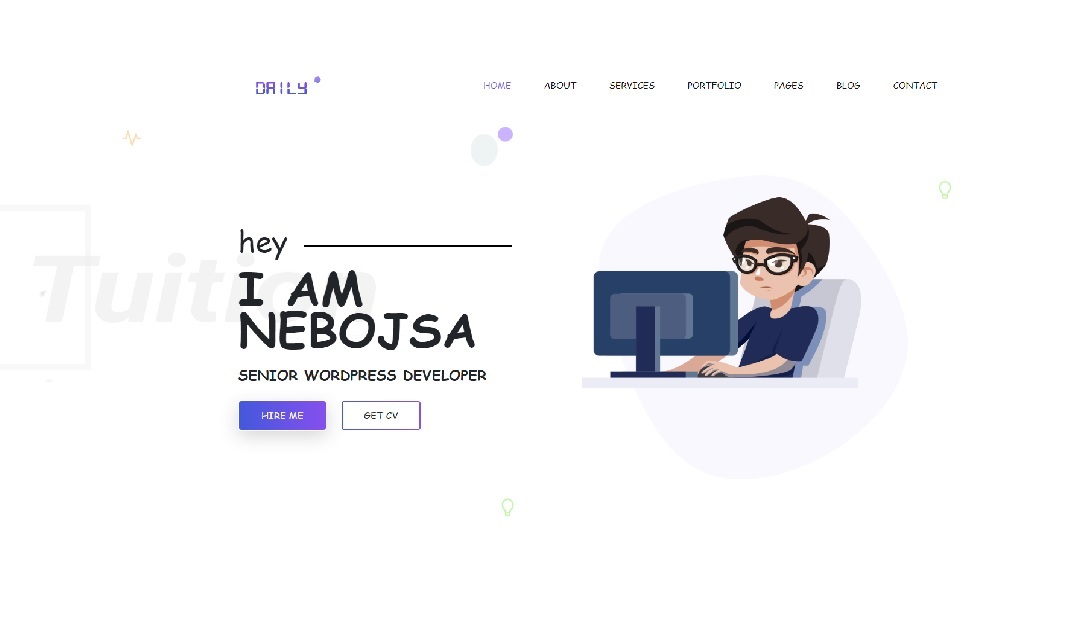 DAILY
HOME ABOUT SERVICES PORTFOLIO PAGES BLOG CONTACT
Tuition
hey
I AM
NEBOJSA
SENIOR WORDPRESS DEVELOPER
HIRE ME GET CV